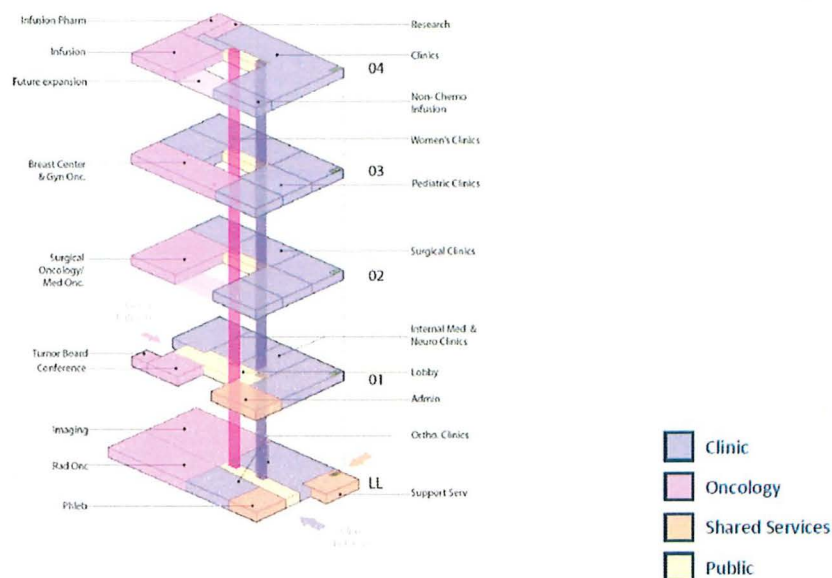 Infusion Pharm
Research
Infusion
Clinics
04
Future expansion
Non-Chemo
Infusion
Women's Clinics
Breast Center
& Gyn Onc.
03
Pediatric Clinics
Surgical
Oncology/
Med Onc.
Surgical Clinics
02
Internal Med &
Neuro Clinics
Tumor Board
Conference
Lobby
01
Admin
Imaging
Ortho. Clinics
Rad Onc
LL
Support Serv
Phleb
Clinic
Oncology
Shared Services
Public